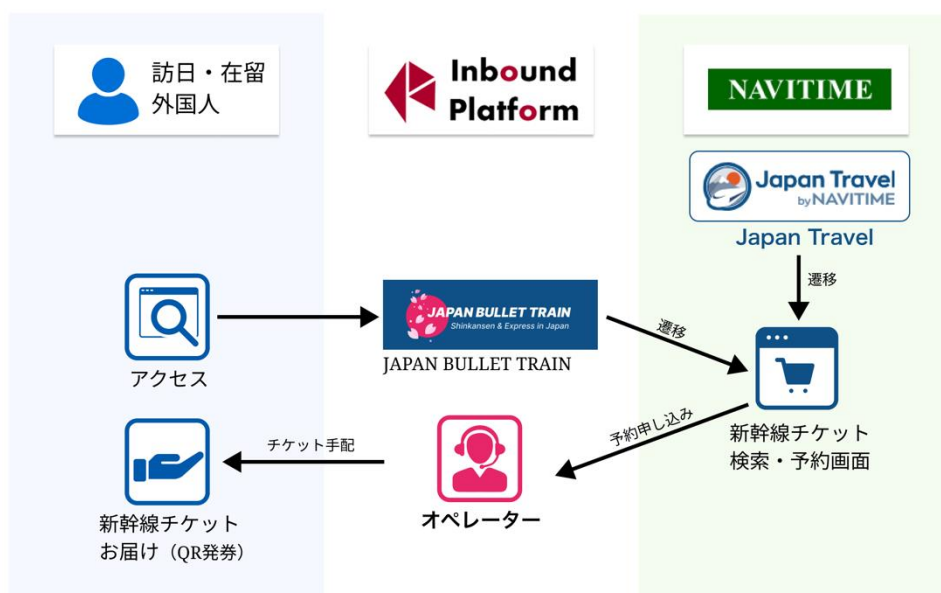 訪日・在留
外国人
Inbound
Platform
NAVITIME
Japan Travel
by NAVITIME
Japan Travel
遷移
アクセス
JAPAN BULLET TRAIN
Shinkansen & Express in Japan
JAPAN BULLET TRAIN
遷移
新幹線チケット
検索・予約画面
予約申し込み
オペレーター
チケット手配
新幹線チケット
お届け（QR発券）